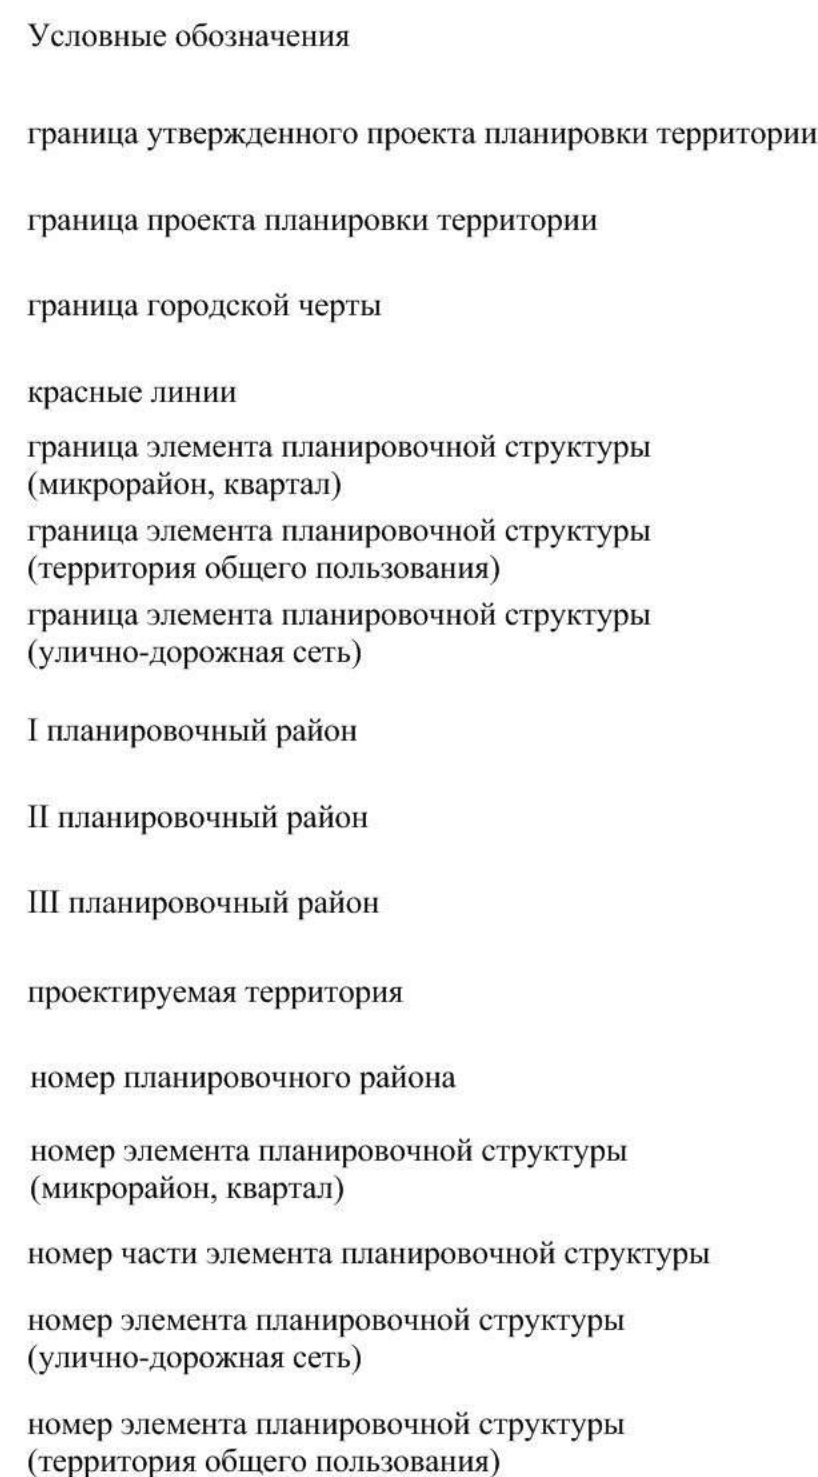 Условные обозначения
граница утвержденного проекта планировки территории
граница проекта планировки территории
граница городской черты
красные линии
граница элемента планировочной структуры
(микрорайон, квартал)
граница элемента планировочной структуры
(территория общего пользования)
граница элемента планировочной структуры
(улично-дорожная сеть)
I планировочный район
II планировочный район
III планировочный район
проектируемая территория
номер планировочного района
номер элемента планировочной структуры
(микрорайон, квартал)
номер части элемента планировочной структуры
номер элемента планировочной структуры
(улично-дорожная сеть)
номер элемента планировочной структуры
(территория общего пользования)